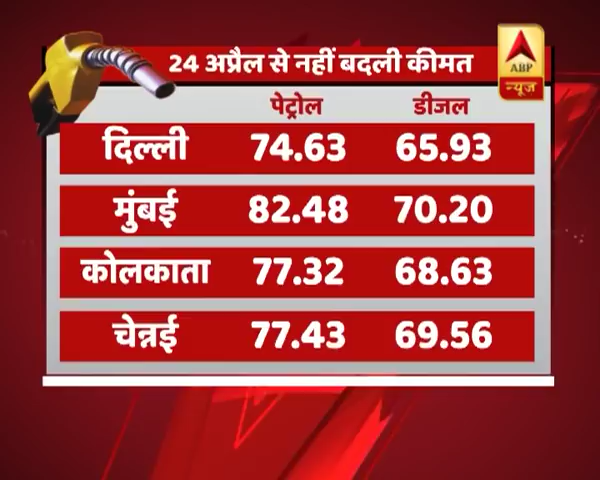 24 अप्रैल से नहीं बदली कीमत
ABP
न्यूज़
पेट्रोल डीजल
दिल्ली 74.63 65.93
मुंबई 82.48 70.20
कोलकाता 77.32 68.63
चेन्नई 77.43 69.56